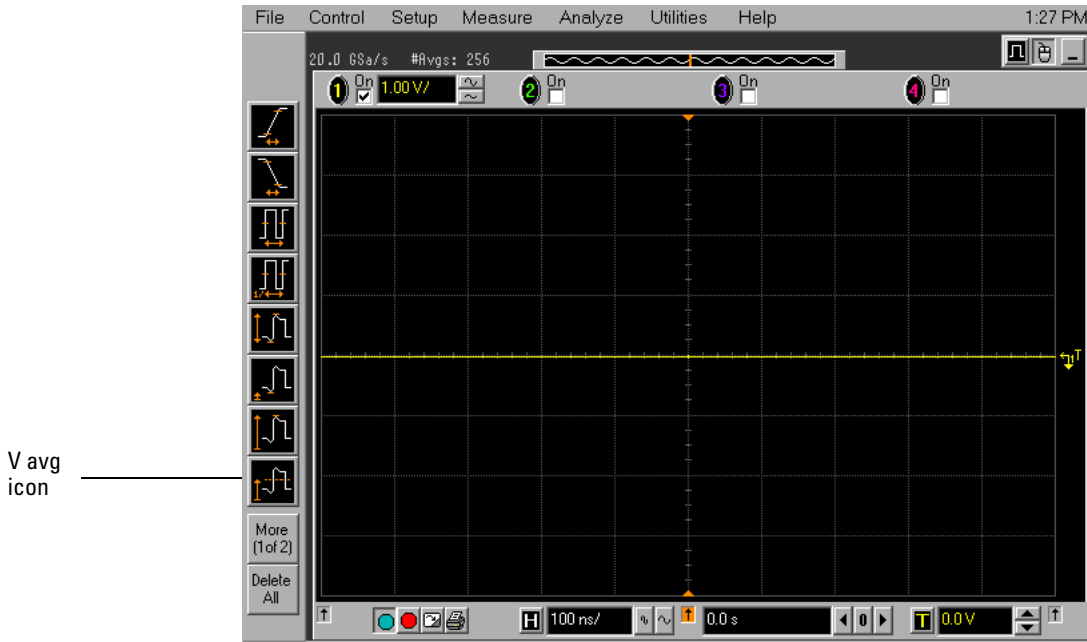 File Control Setup Measure Analyze Utilities Help 1:27 PM
20.0 GSa/s #Avgs: 256
1 On 1.00 V/ 2 On 3 On 4 On
1/
1 T
V avg
icon
More
(1of 2)
Delete
All
H 100 ns/ T 0.0 s 0 T 0.0 V T